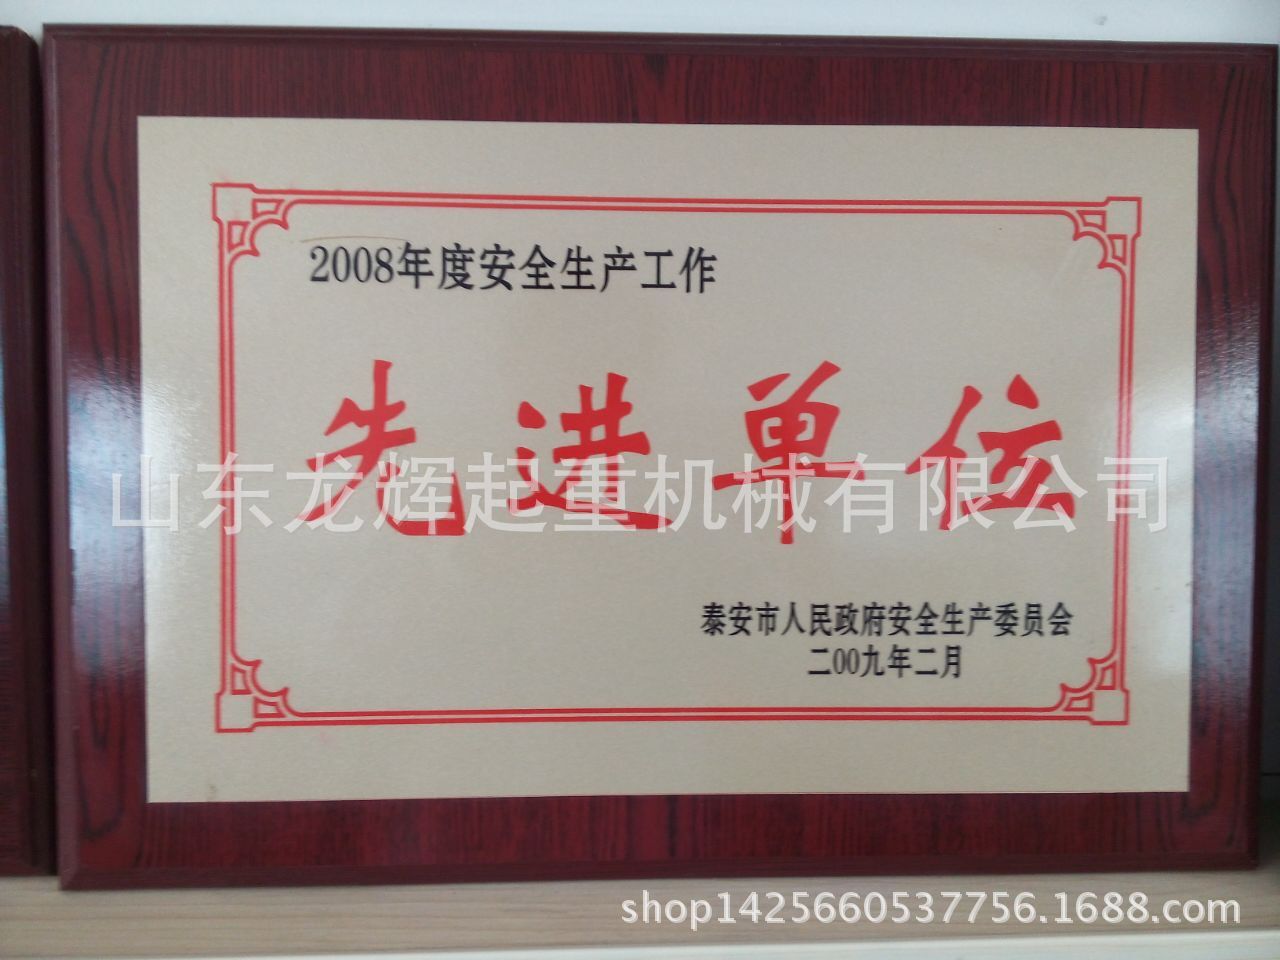 2008年度安全生产工作
先进单位
山东龙辉起重机械有限公司
泰安市人民政府安全生产委员会
二00九年二月
shop1425660537756.1688.com